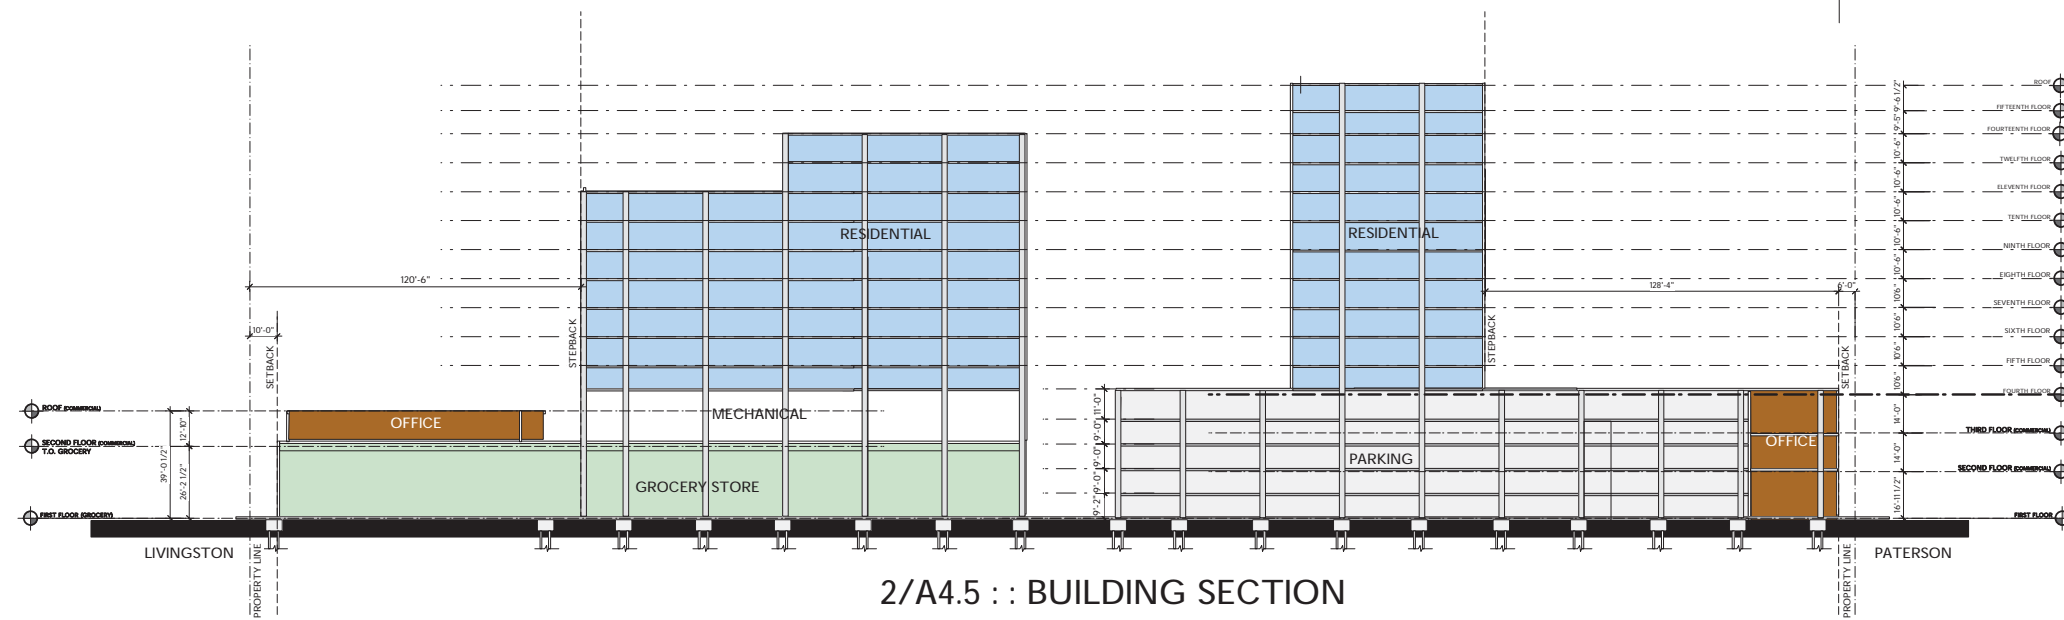 ROOF
9'-6 1/2"
FIFTEENTH FLOOR
9'-5"
FOURTEENTH FLOOR
10'-6"
TWELFTH FLOOR
10'-6"
ELEVENTH FLOOR
10'-6"
TENTH FLOOR
10'-6"
NINTH FLOOR
10'-6"
EIGHTH FLOOR
10'6"
SEVENTH FLOOR
10'6"
SIXTH FLOOR
10'6"
FIFTH FLOOR
10'6"
FOURTH FLOOR
14'-0"
THIRD FLOOR (COMMERCIAL)
14'-0"
SECOND FLOOR (COMMERCIAL)
16'-11 1/2"
FIRST FLOOR
RESIDENTIAL
RESIDENTIAL
120'-6"
128'-4"
6'-0"
10'-0"
SETBACK
STEPBACK
STEPBACK
SETBACK
ROOF (COMMERCIAL)
SECOND FLOOR (COMMERCIAL)
T.O. GROCERY
FIRST FLOOR (GROCERY)
39'-0 1/2"
12'-10"
26'-2 1/2"
OFFICE
MECHANICAL
GROCERY STORE
11'-0"
9'-0"
9'-0"
9'-0"
9'-2"
PARKING
OFFICE
LIVINGSTON
PROPERTY LINE
PROPERTY LINE
PATERSON
2/A4.5 : : BUILDING SECTION